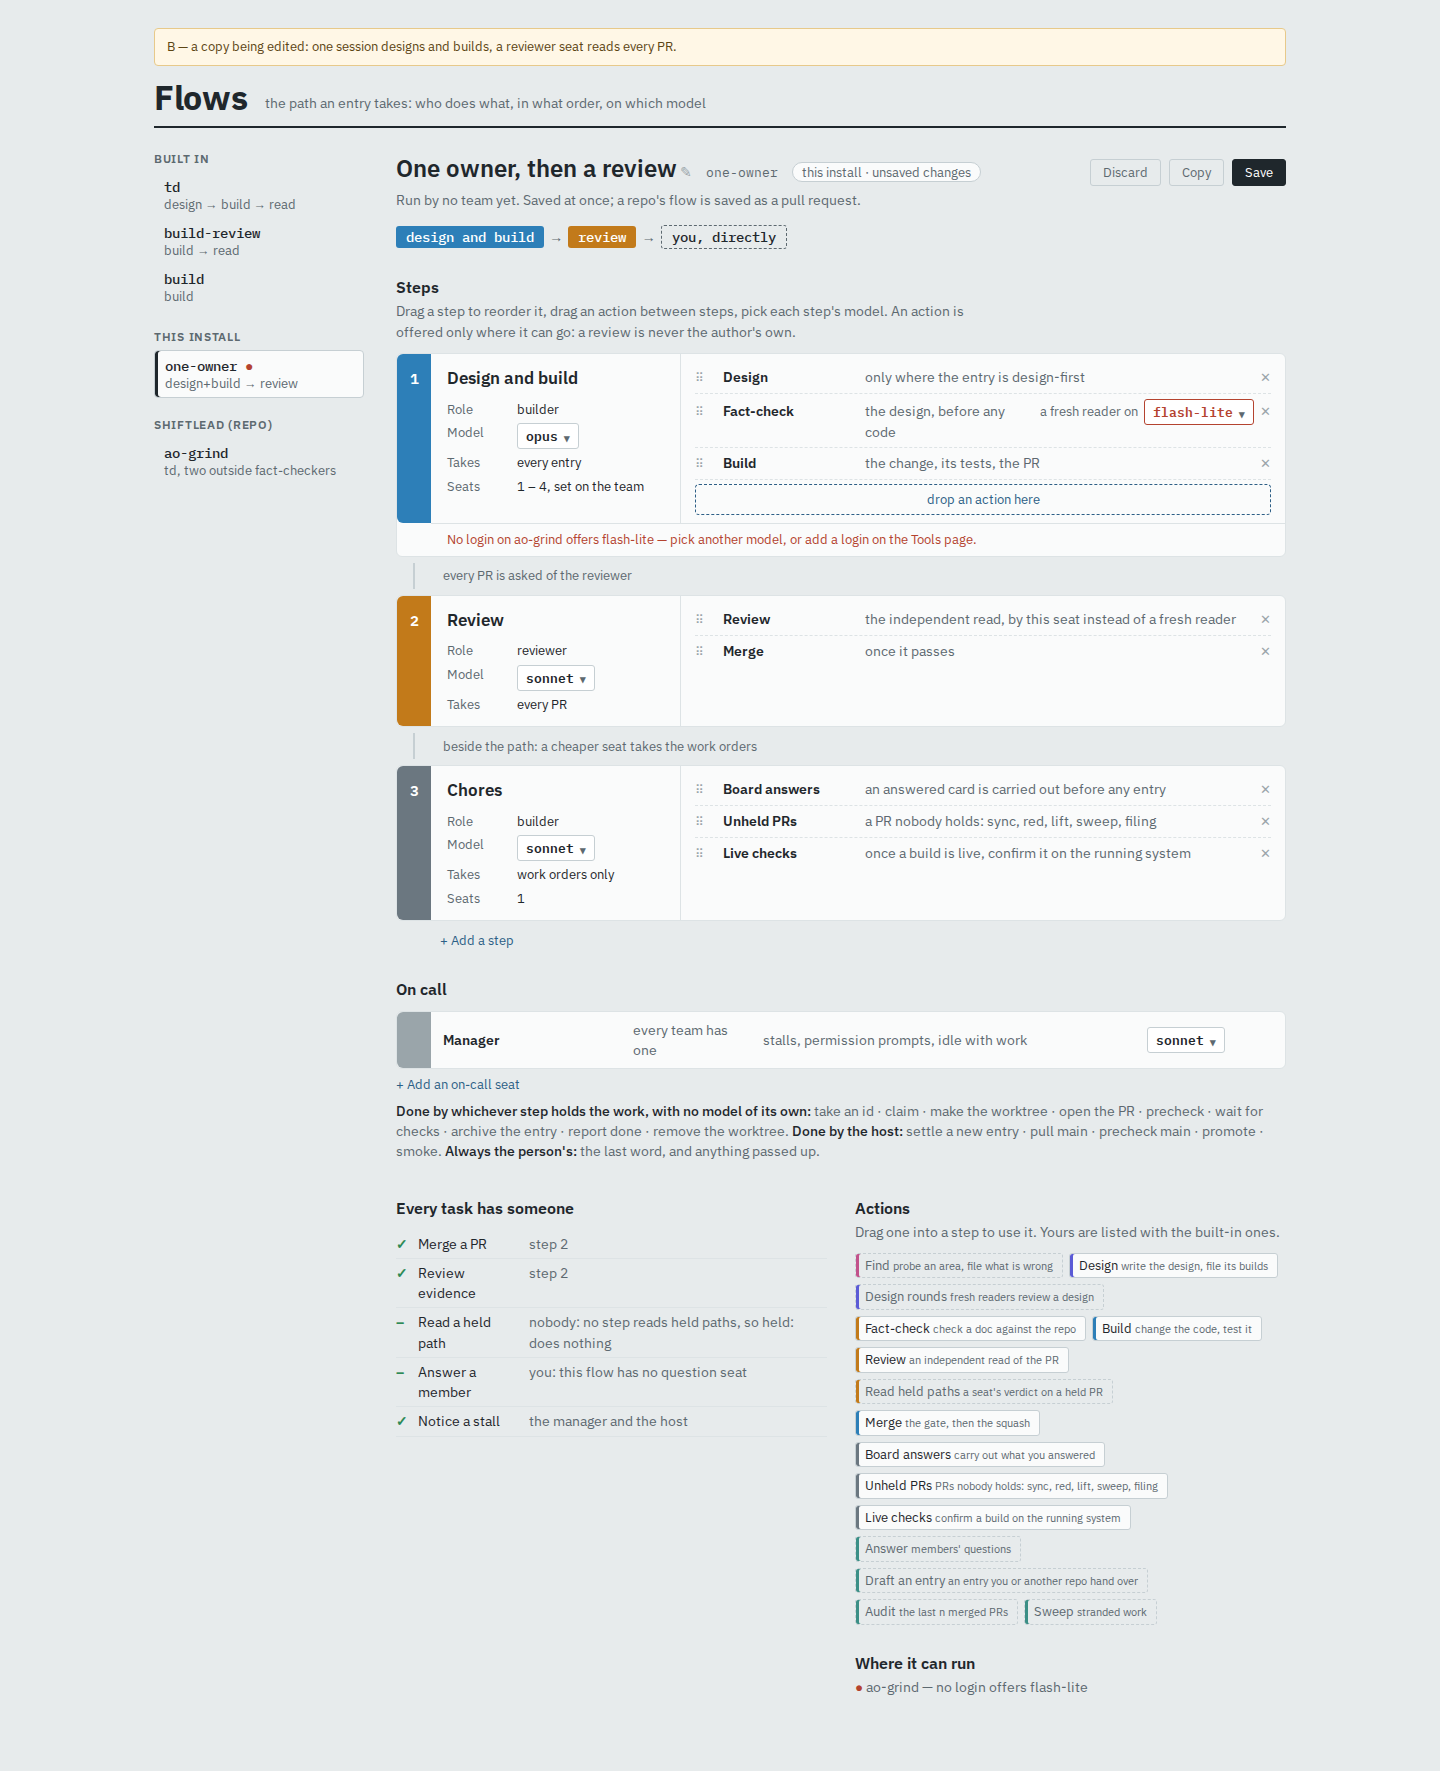 B — a copy being edited: one session designs and builds, a reviewer seat reads every PR.
Flows the path an entry takes: who does what, in what order, on which model
BUILT IN
td
design → build → read
build-review
build → read
build
build
THIS INSTALL
one-owner ●
design+build → review
SHIFTLEAD (REPO)
ao-grind
td, two outside fact-checkers
One owner, then a review ✎ one-owner this install · unsaved changes Discard Copy Save
Run by no team yet. Saved at once; a repo's flow is saved as a pull request.
design and build → review → you, directly
Steps
Drag a step to reorder it, drag an action between steps, pick each step's model. An action is
offered only where it can go: a review is never the author's own.
1 Design and build
Role builder
Model opus ▾
Takes every entry
Seats 1 – 4, set on the team
⠿ Design only where the entry is design-first ×
⠿ Fact-check the design, before any a fresh reader on flash-lite ▾ ×
code
⠿ Build the change, its tests, the PR ×
drop an action here
No login on ao-grind offers flash-lite — pick another model, or add a login on the Tools page.
every PR is asked of the reviewer
2 Review
Role reviewer
Model sonnet ▾
Takes every PR
⠿ Review the independent read, by this seat instead of a fresh reader ×
⠿ Merge once it passes ×
beside the path: a cheaper seat takes the work orders
3 Chores
Role builder
Model sonnet ▾
Takes work orders only
Seats 1
⠿ Board answers an answered card is carried out before any entry ×
⠿ Unheld PRs a PR nobody holds: sync, red, lift, sweep, filing ×
⠿ Live checks once a build is live, confirm it on the running system ×
+ Add a step
On call
Manager every team has stalls, permission prompts, idle with work sonnet ▾
one
+ Add an on-call seat
Done by whichever step holds the work, with no model of its own: take an id · claim · make the worktree · open the PR · precheck · wait for
checks · archive the entry · report done · remove the worktree. Done by the host: settle a new entry · pull main · precheck main · promote ·
smoke. Always the person's: the last word, and anything passed up.
Every task has someone
✓ Merge a PR step 2
✓ Review step 2
evidence
– Read a held nobody: no step reads held paths, so held:
path does nothing
– Answer a you: this flow has no question seat
member
✓ Notice a stall the manager and the host
Actions
Drag one into a step to use it. Yours are listed with the built-in ones.
Find probe an area, file what is wrong Design write the design, file its builds
Design rounds fresh readers review a design
Fact-check check a doc against the repo Build change the code, test it
Review an independent read of the PR
Read held paths a seat's verdict on a held PR
Merge the gate, then the squash
Board answers carry out what you answered
Unheld PRs PRs nobody holds: sync, red, lift, sweep, filing
Live checks confirm a build on the running system
Answer members' questions
Draft an entry an entry you or another repo hand over
Audit the last n merged PRs Sweep stranded work
Where it can run
● ao-grind — no login offers flash-lite